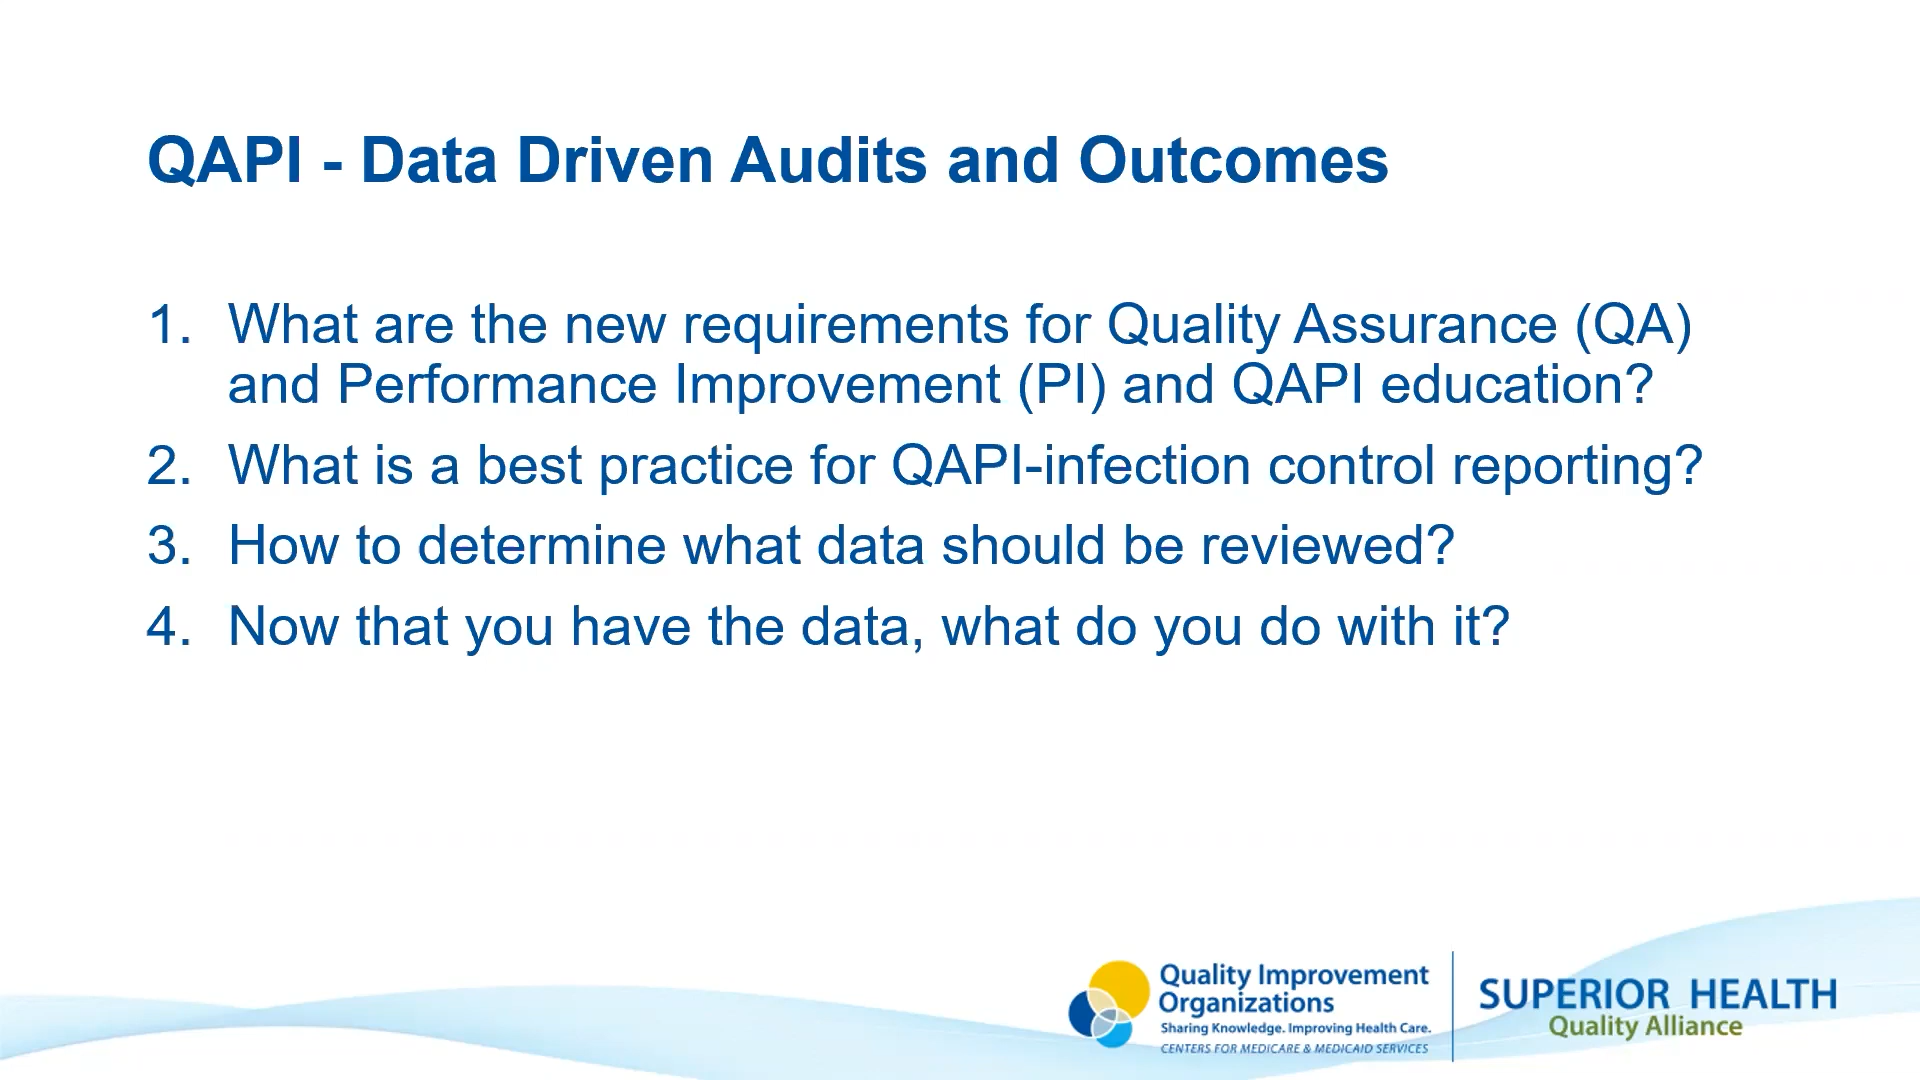 QAPI - Data Driven Audits and Outcomes
1. What are the new requirements for Quality Assurance (QA)
and Performance Improvement (PI) and QAPI education?
2. What is a best practice for QAPI-infection control reporting?
3. How to determine what data should be reviewed?
4. Now that you have the data, what do you do with it?
Quality Improvement
Organizations
Sharing Knowledge. Improving Health Care.
CENTERS FOR MEDICARE & MEDICAID SERVICES
SUPERIOR HEALTH
Quality Alliance